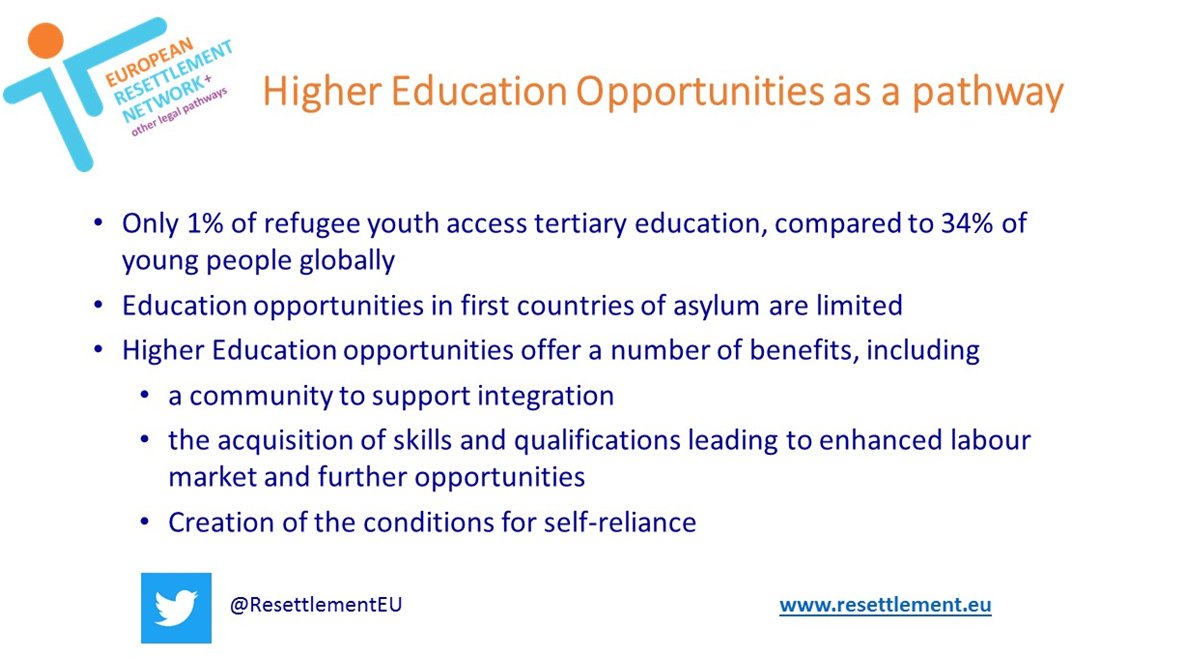 EUROPEAN
RESETTLEMENT
NETWORK+
other legal pathways
Higher Education Opportunities as a pathway
• Only 1% of refugee youth access tertiary education, compared to 34% of
young people globally
• Education opportunities in first countries of asylum are limited
• Higher Education opportunities offer a number of benefits, including
• a community to support integration
• the acquisition of skills and qualifications leading to enhanced labour
market and further opportunities
• Creation of the conditions for self-reliance
@ResettlementEU
www.resettlement.eu